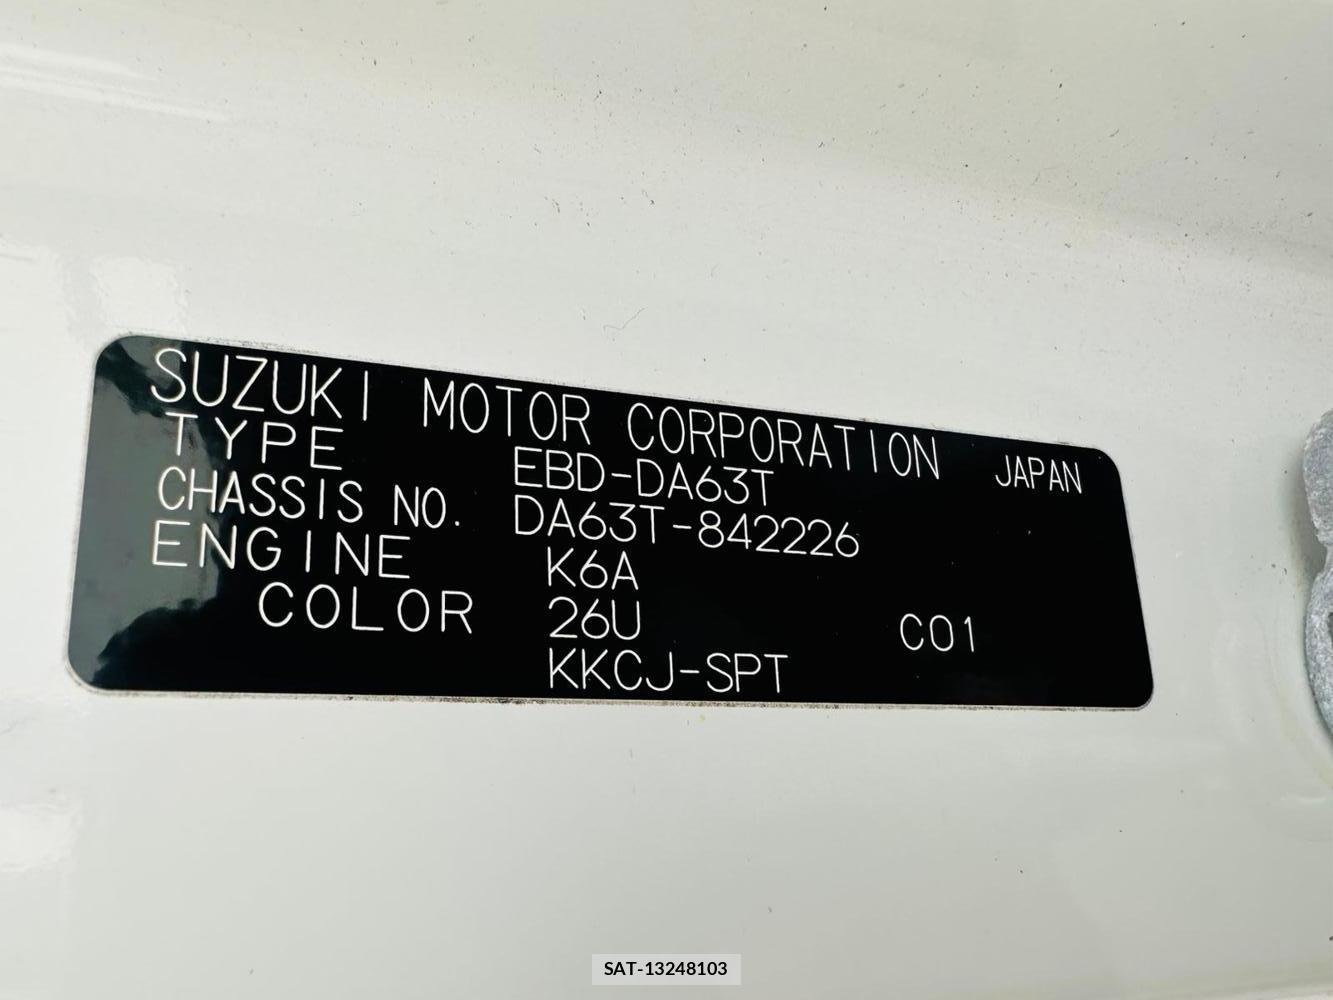 SUZUKI MOTOR CORPORATION JAPAN
TYPE EBD-DA63T
CHASSIS NO. DA63T-842226
ENGINE K6A
COLOR 26U C01
KKCJ-SPT
SAT-13248103